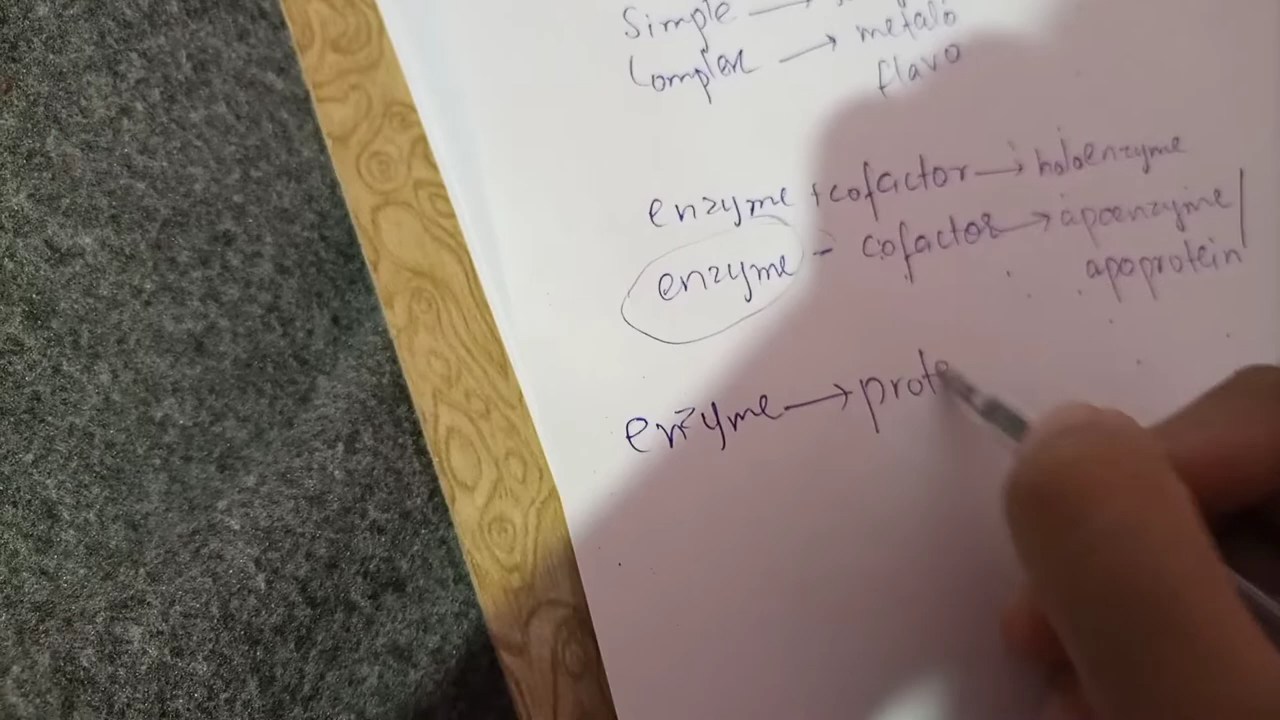 Simple →
Complex → metalo
flavo
enzyme + cofactor → holoenzyme
enzyme - cofactor → apoenzyme/
apoprotein
enzyme → prote